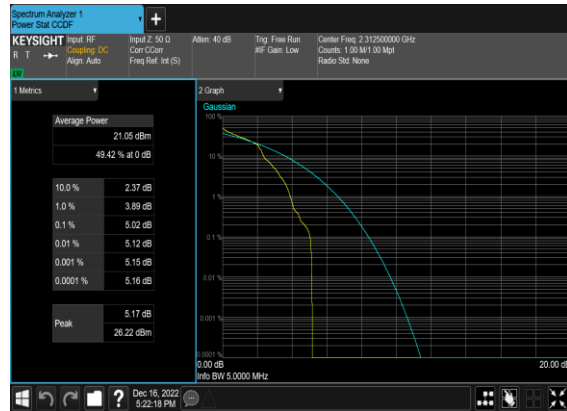 Spectrum Analyzer 1
Power Stat CCDF
+
KEYSIGHT
R T
LV
Input: RF
Coupling: DC
Align: Auto
Input Z: 50 Ω
Corr CCorr
Freq Ref: Int (S)
Atten: 40 dB
Trig: Free Run
#IF Gain: Low
Center Freq: 2.312500000 GHz
Counts: 1.00 M/1.00 Mpt
Radio Std: None
1 Metrics
Average Power
21.05 dBm
49.42 % at 0 dB
10.0 % 2.37 dB
1.0 % 3.89 dB
0.1 % 5.02 dB
0.01 % 5.12 dB
0.001 % 5.15 dB
0.0001 % 5.16 dB
Peak
5.17 dB
26.22 dBm
2 Graph
Gaussian
100 %
10 %
1 %
0.1 %
0.01 %
0.001 %
0.0001 %
0.00 dB
20.00 dB
Info BW 5.0000 MHz
?
Dec 16, 2022
5:22:18 PM